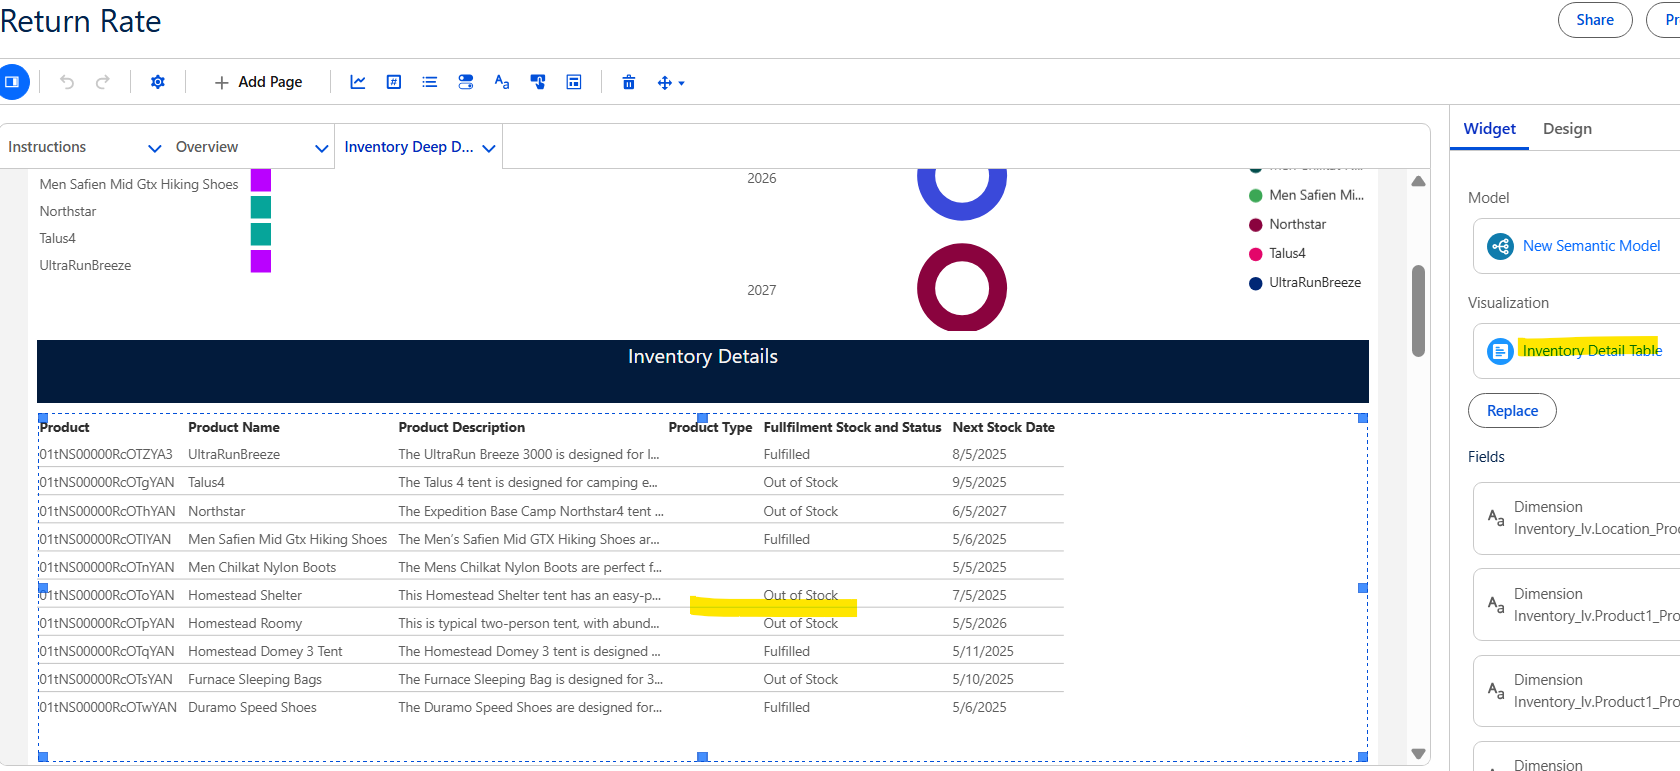 Return Rate
Share
Pr
Add Page
Widget
Design
Instructions
Overview
Inventory Deep D...
Men Safien Mid Gtx Hiking Shoes
Northstar
Talus4
UltraRunBreeze
2026
2027
Men Safien Mi...
Northstar
Talus4
UltraRunBreeze
Model
New Semantic Model
Visualization
Inventory Detail Table
Replace
Fields
Dimension
Inventory_Iv.Location_Proc
Dimension
Inventory_Iv.Product1_Pro
Dimension
Inventory_Iv.Product1_Pro
Dimension
Inventory Details
Product Product Name Product Description Product Type Fullfilment Stock and Status Next Stock Date
01tNS00000RcOTZYA3 UltraRunBreeze The UltraRun Breeze 3000 is designed for l... Fulfilled 8/5/2025
01tNS00000RcOTgYAN Talus4 The Talus 4 tent is designed for camping e... Out of Stock 9/5/2025
01tNS00000RcOThYAN Northstar The Expedition Base Camp Northstar4 tent ... Out of Stock 6/5/2027
01tNS00000RcOTlYAN Men Safien Mid Gtx Hiking Shoes The Men's Safien Mid GTX Hiking Shoes ar... Fulfilled 5/6/2025
01tNS00000RcOTnYAN Men Chilkat Nylon Boots The Mens Chilkat Nylon Boots are perfect f... 5/5/2025
01tNS00000RcOToYAN Homestead Shelter This Homestead Shelter tent has an easy-p... Out of Stock 7/5/2025
01tNS00000RcOTpYAN Homestead Roomy This is typical two-person tent, with abund... Out of Stock 5/5/2026
01tNS00000RcOTqYAN Homestead Domey 3 Tent The Homestead Domey 3 tent is designed ... Fulfilled 5/11/2025
01tNS00000RcOTsYAN Furnace Sleeping Bags The Furnace Sleeping Bag is designed for 3... Out of Stock 5/10/2025
01tNS00000RcOTwYAN Duramo Speed Shoes The Duramo Speed Shoes are designed for... Fulfilled 5/6/2025